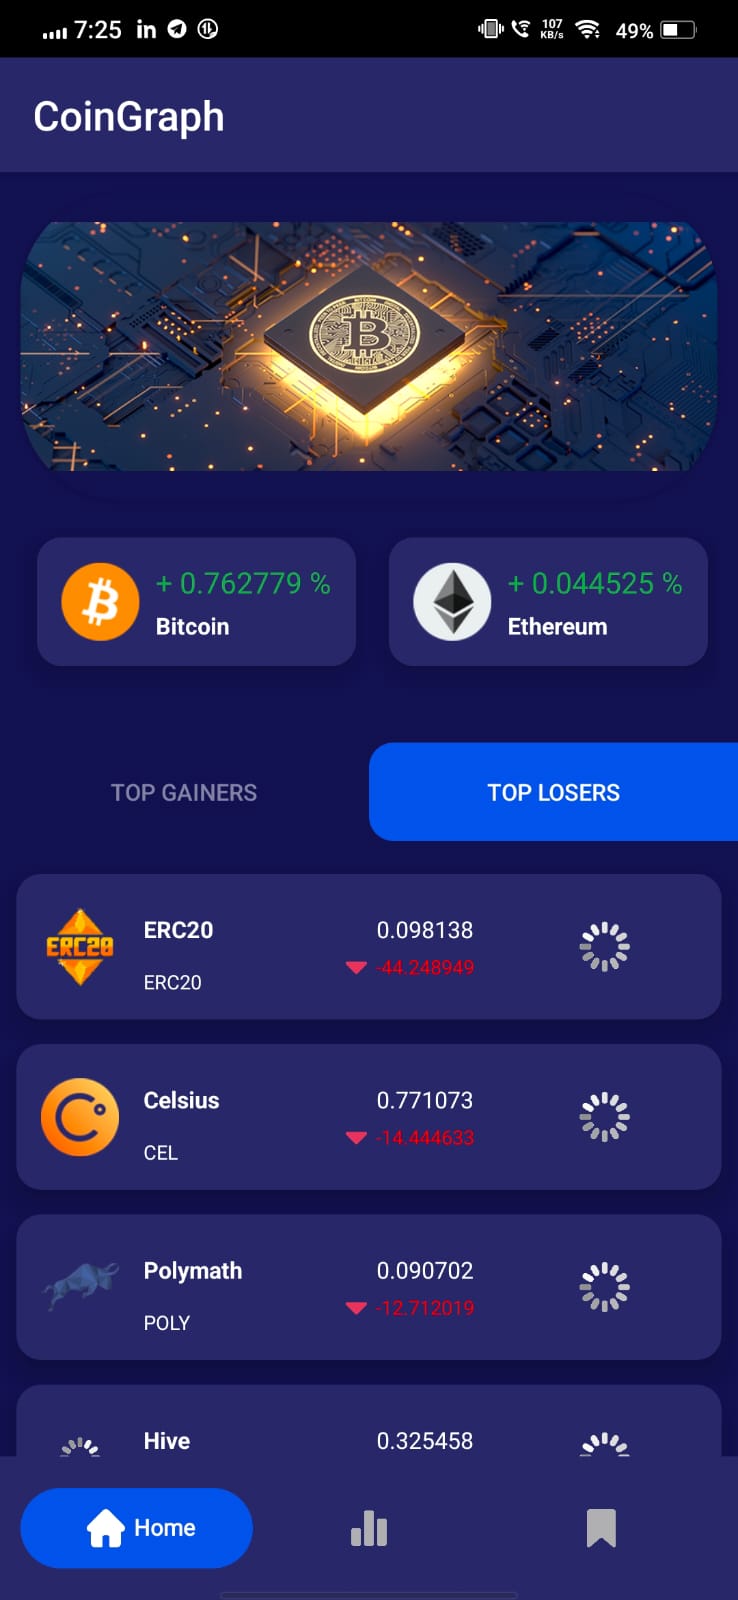 7:25 in 107 KB/s 49%
CoinGraph
BITCOIN
+ 0.762779 %
Bitcoin
+ 0.044525 %
Ethereum
TOP GAINERS
TOP LOSERS
ERC20
ERC20
0.098138
-44.248949
ERC20
Celsius
0.771073
-14.444633
CEL
Polymath
0.090702
-12.712019
POLY
Hive
0.325458
Home